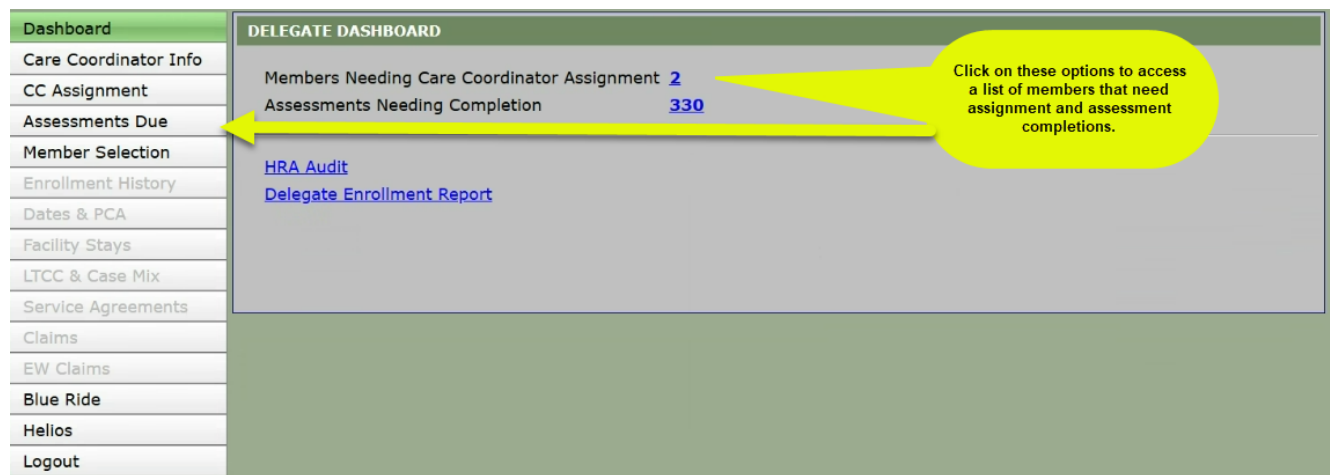 Dashboard
Care Coordinator Info
CC Assignment
Assessments Due
Member Selection
Enrollment History
Dates & PCA
Facility Stays
LTCC & Case Mix
Service Agreements
Claims
EW Claims
Blue Ride
Helios
Logout
DELEGATE DASHBOARD
Members Needing Care Coordinator Assignment 2
Assessments Needing Completion 330
HRA Audit
Delegate Enrollment Report
Click on these options to access
a list of members that need
assignment and assessment
completions.